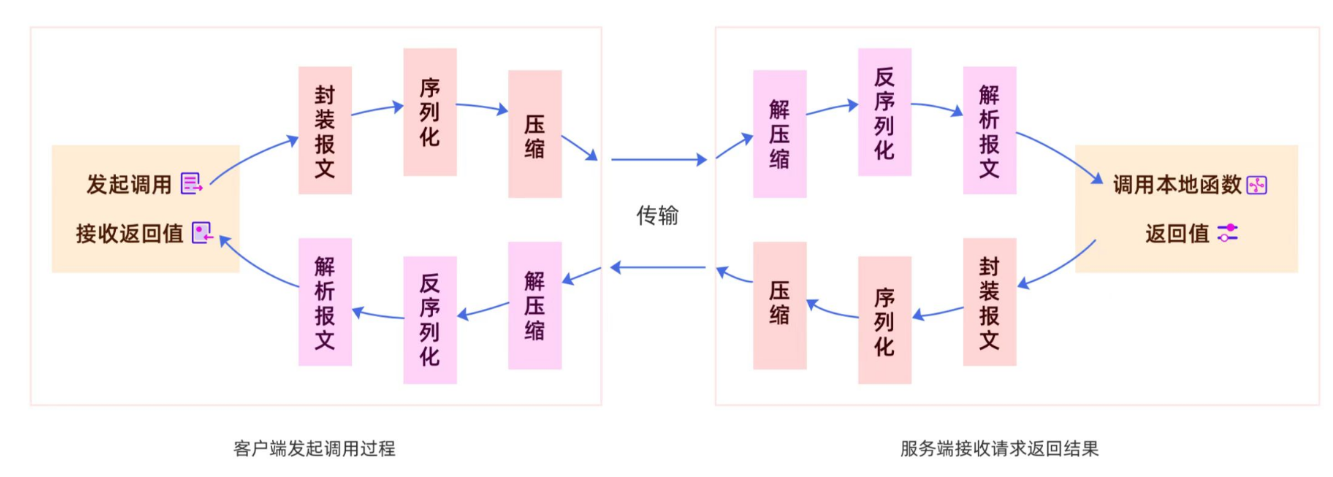 发起调用
接收返回值
封装报文
序列化
压缩
解析报文
反序列化
解压缩
传输
解压缩
反序列化
解析报文
压缩
序列化
封装报文
调用本地函数
返回值
客户端发起调用过程
服务端接收请求返回结果